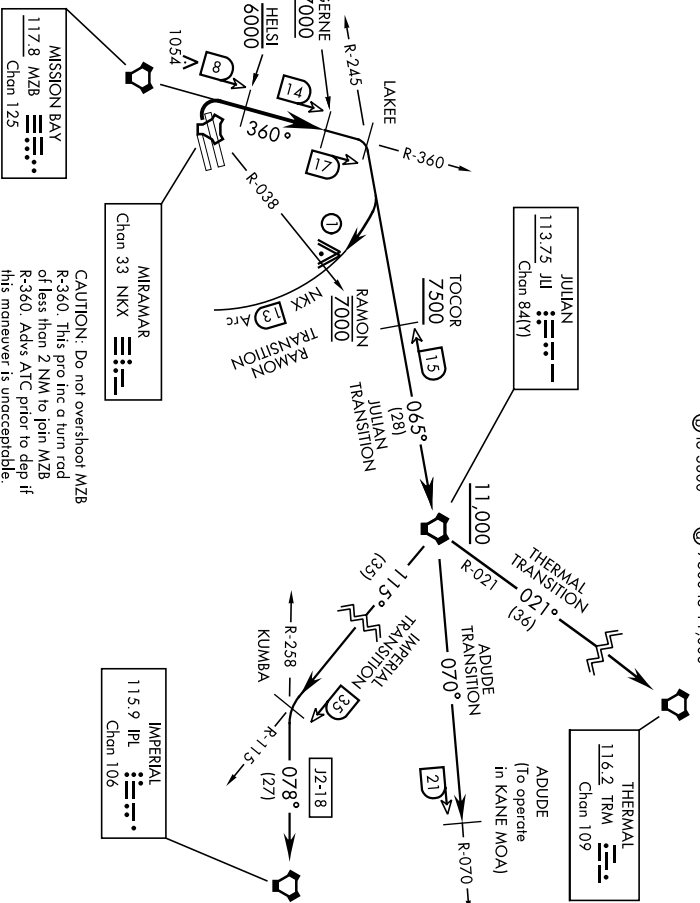 JULIAN
113.75 JLI
Chan 84(Y)
THERMAL
116.2 TRM
Chan 109
THERMAL
TRANSITION
021°
(36)
R-021
11,000
ADUDE
(To operate
in KANE MOA)
ADUDE
TRANSITION
070°
21
R-070
115°
(35)
IMPERIAL
TRANSITION
35
R-258
KUMBA
R-115
J2-18
078°
(27)
IMPERIAL
115.9 IPL
Chan 106
TOCOR
7500
15
065°
(28)
JULIAN
TRANSITION
LAKEE
R-245
R-360
17
14
GERNE
7000
HELSI
6000
8
1054
360°
R-038
1
RAMON
7000
NKX 13 Arc
RAMON
TRANSITION
MISSION BAY
117.8 MZB
Chan 125
MIRAMAR
Chan 33 NKX
CAUTION: Do not overshoot MZB
R-360. This pro inc a turn rad
of less than 2 NM to join MZB
R-360. Advs ATC prior to dep if
this maneuver is unacceptable.